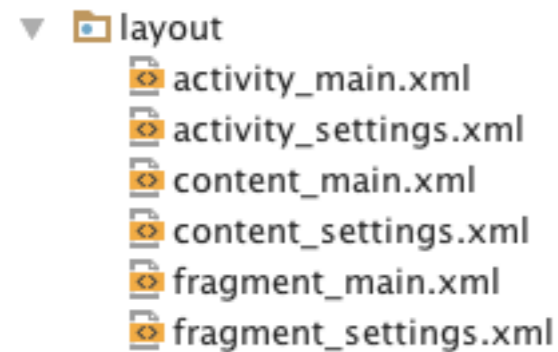 layout
activity_main.xml
activity_settings.xml
content_main.xml
content_settings.xml
fragment_main.xml
fragment_settings.xml